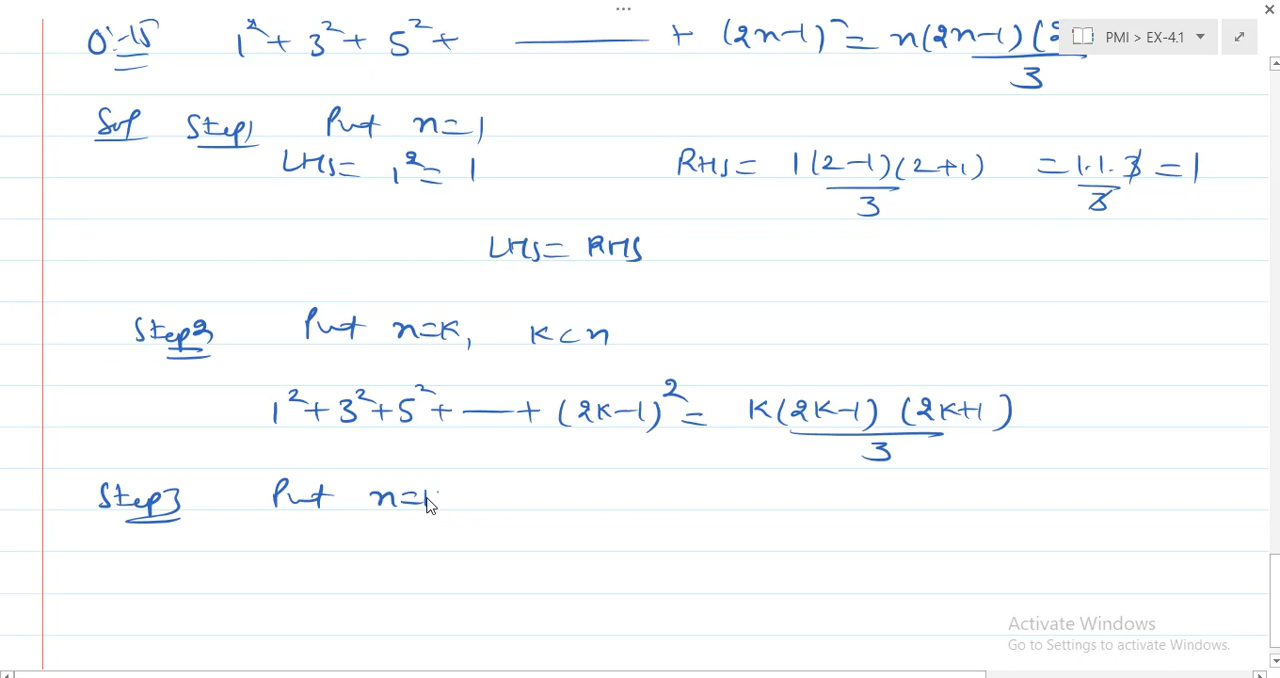 ...
PMI > EX-4.1
Q:-15 1² + 3² + 5² + ——— + (2n-1)² = n(2n-1)(2
3
Sol Step1 Put n=1
LHS = 1² = 1 RHS = 1(2-1)(2+1) = 1.1.3 = 1
3 3
LHS = RHS
Step2 Put n=K, K<n
1² + 3² + 5² + —— + (2K-1)² = K(2K-1) (2K+1)
3
Step3 Put n=
Activate Windows
Go to Settings to activate Windows.